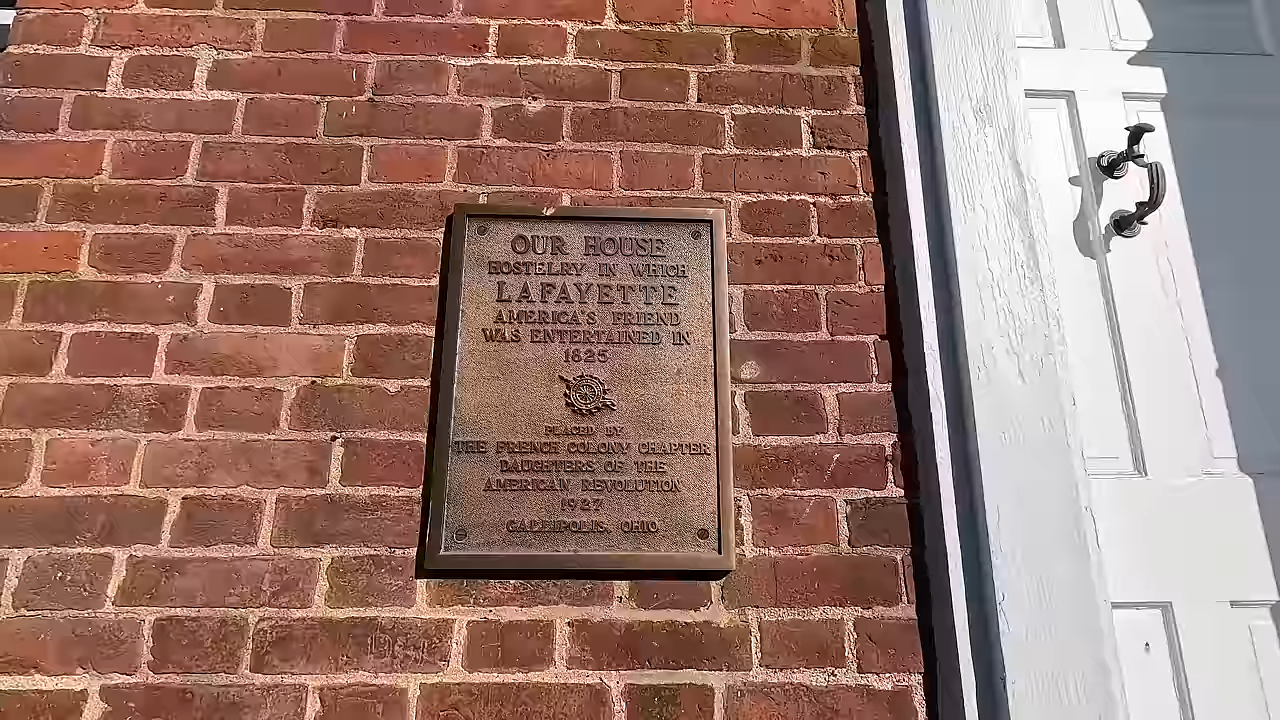 OUR HOUSE
HOSTELRY IN WHICH
LAFAYETTE
AMERICA'S FRIEND
WAS ENTERTAINED IN
1825
PLACED BY
THE FRENCH COLONY CHAPTER
DAUGHTERS OF THE
AMERICAN REVOLUTION
1927
GALLIPOLIS, OHIO